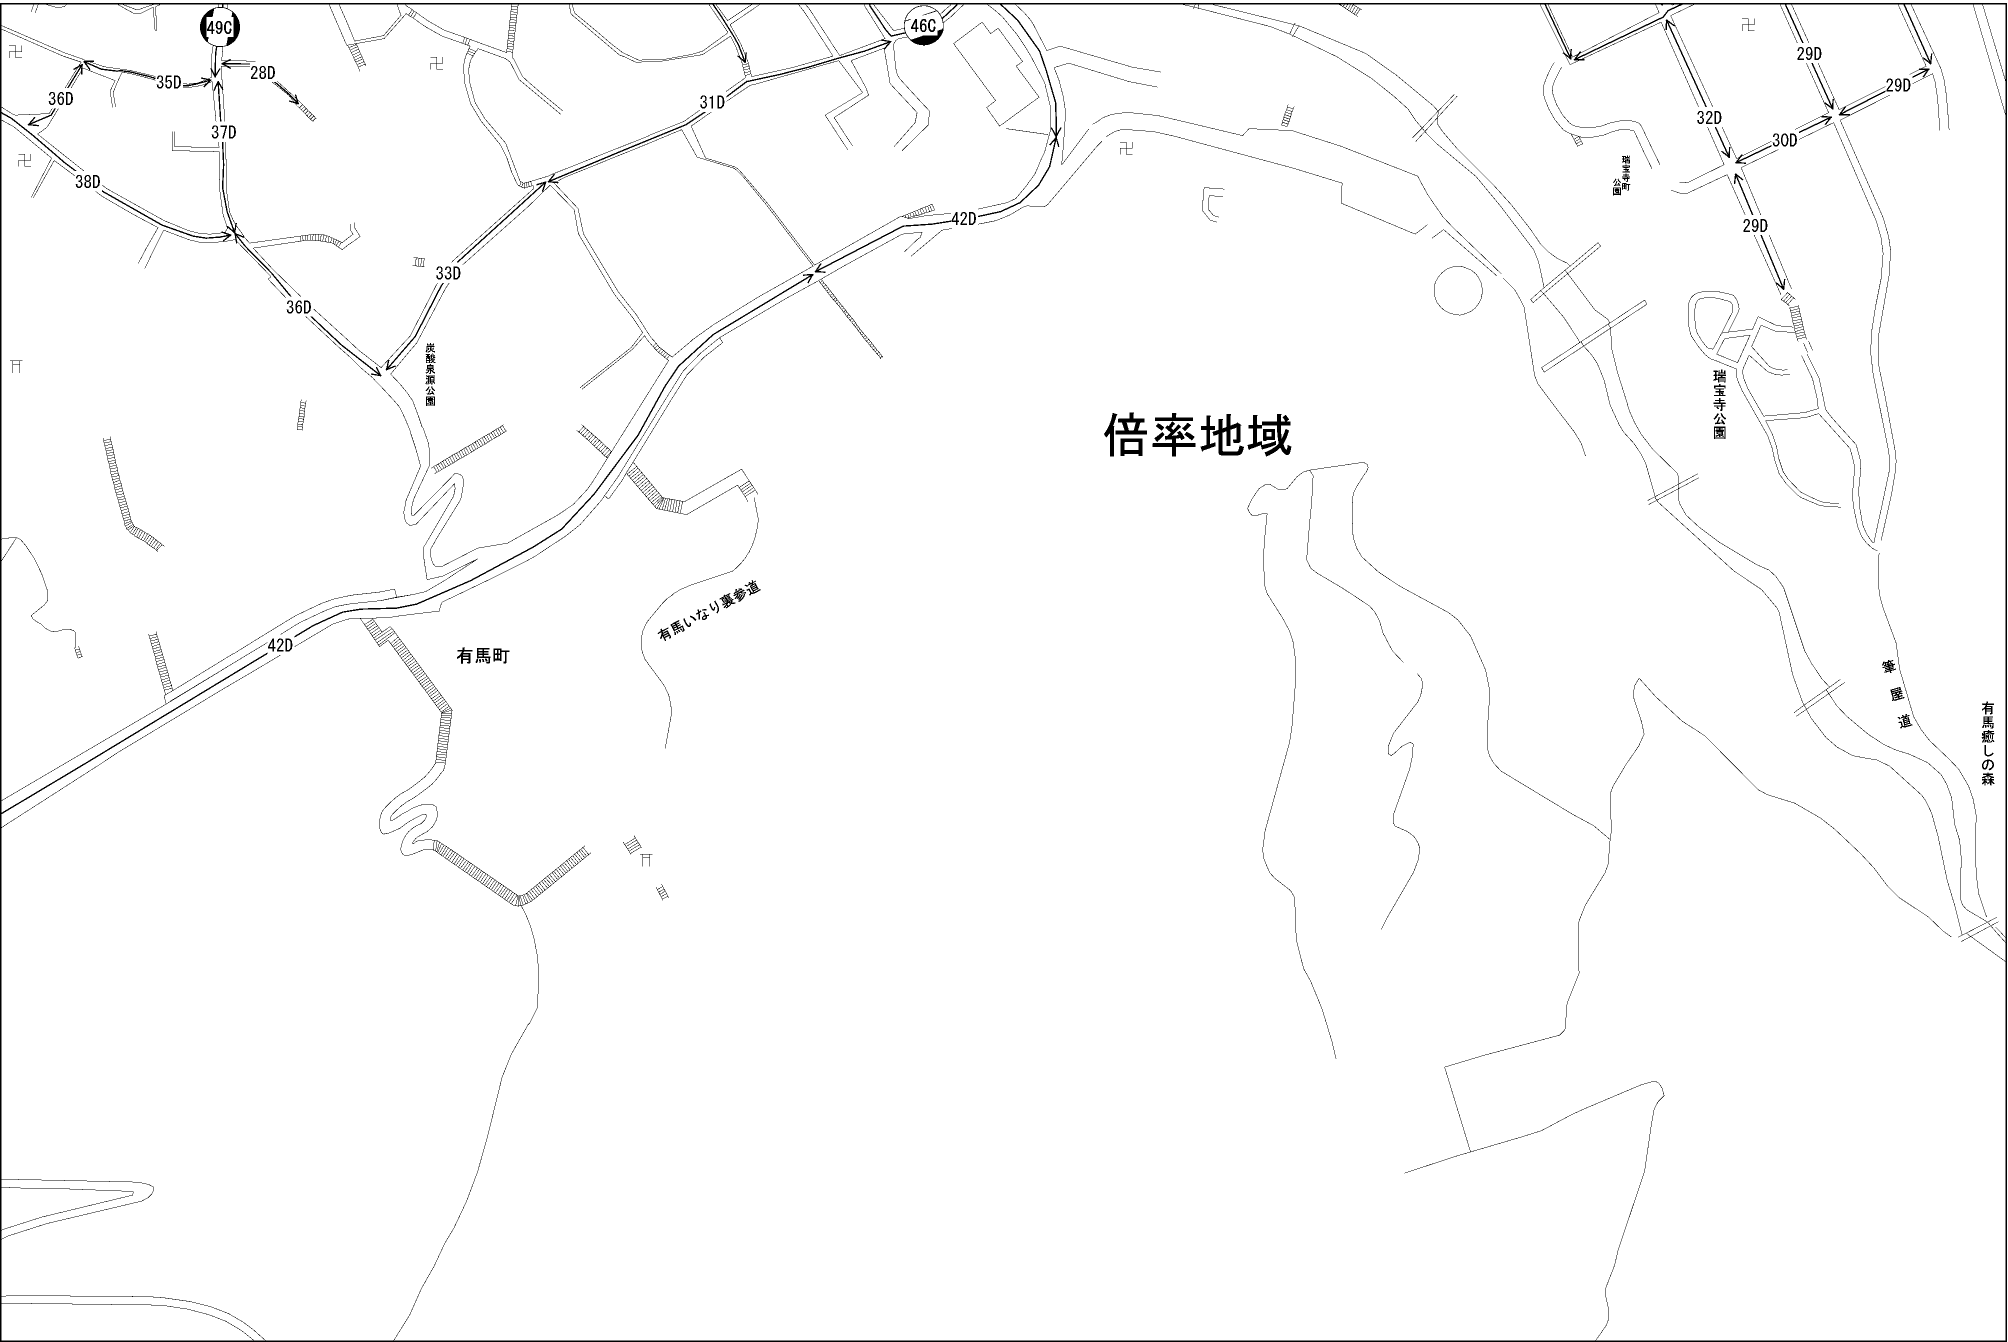 49C
46C
35D
28D
36D
37D
38D
31D
33D
36D
42D
29D
29D
32D
30D
29D
瑞宝寺町
公園
炭酸泉源公園
瑞宝寺公園
倍率地域
有馬いなり裏参道
42D
有馬町
筆屋道
有馬癒しの森